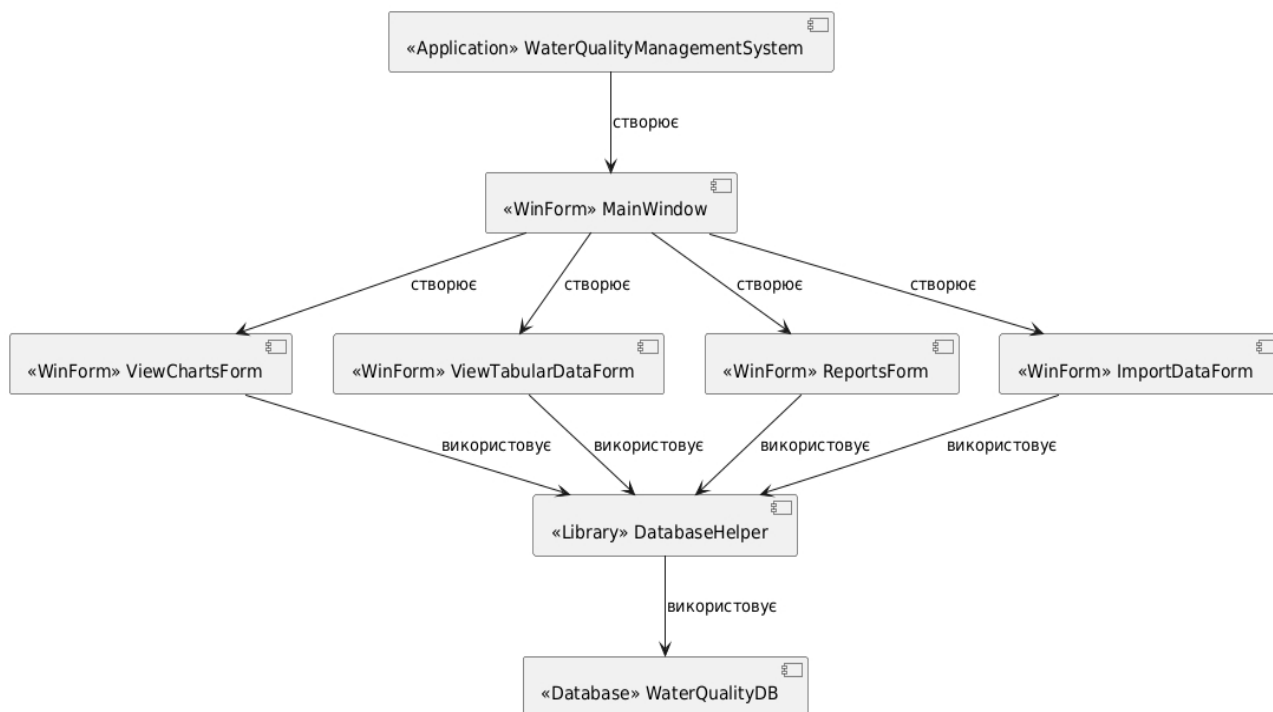 «Application» WaterQualityManagementSystem
створює
«WinForm» MainWindow
створює
створює
створює
створює
«WinForm» ViewChartsForm
«WinForm» ViewTabularDataForm
«WinForm» ReportsForm
«WinForm» ImportDataForm
використовує
використовує
використовує
використовує
«Library» DatabaseHelper
використовує
«Database» WaterQualityDB